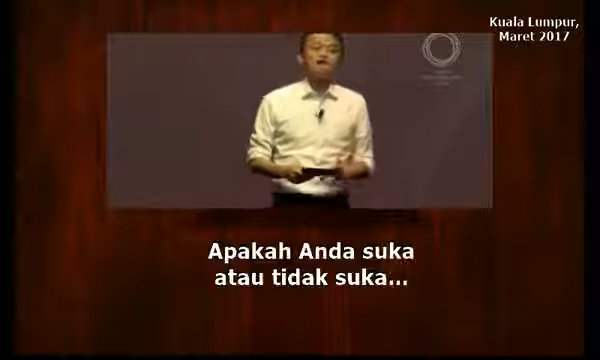 Kuala Lumpur,
Maret 2017
Apakah Anda suka
atau tidak suka...